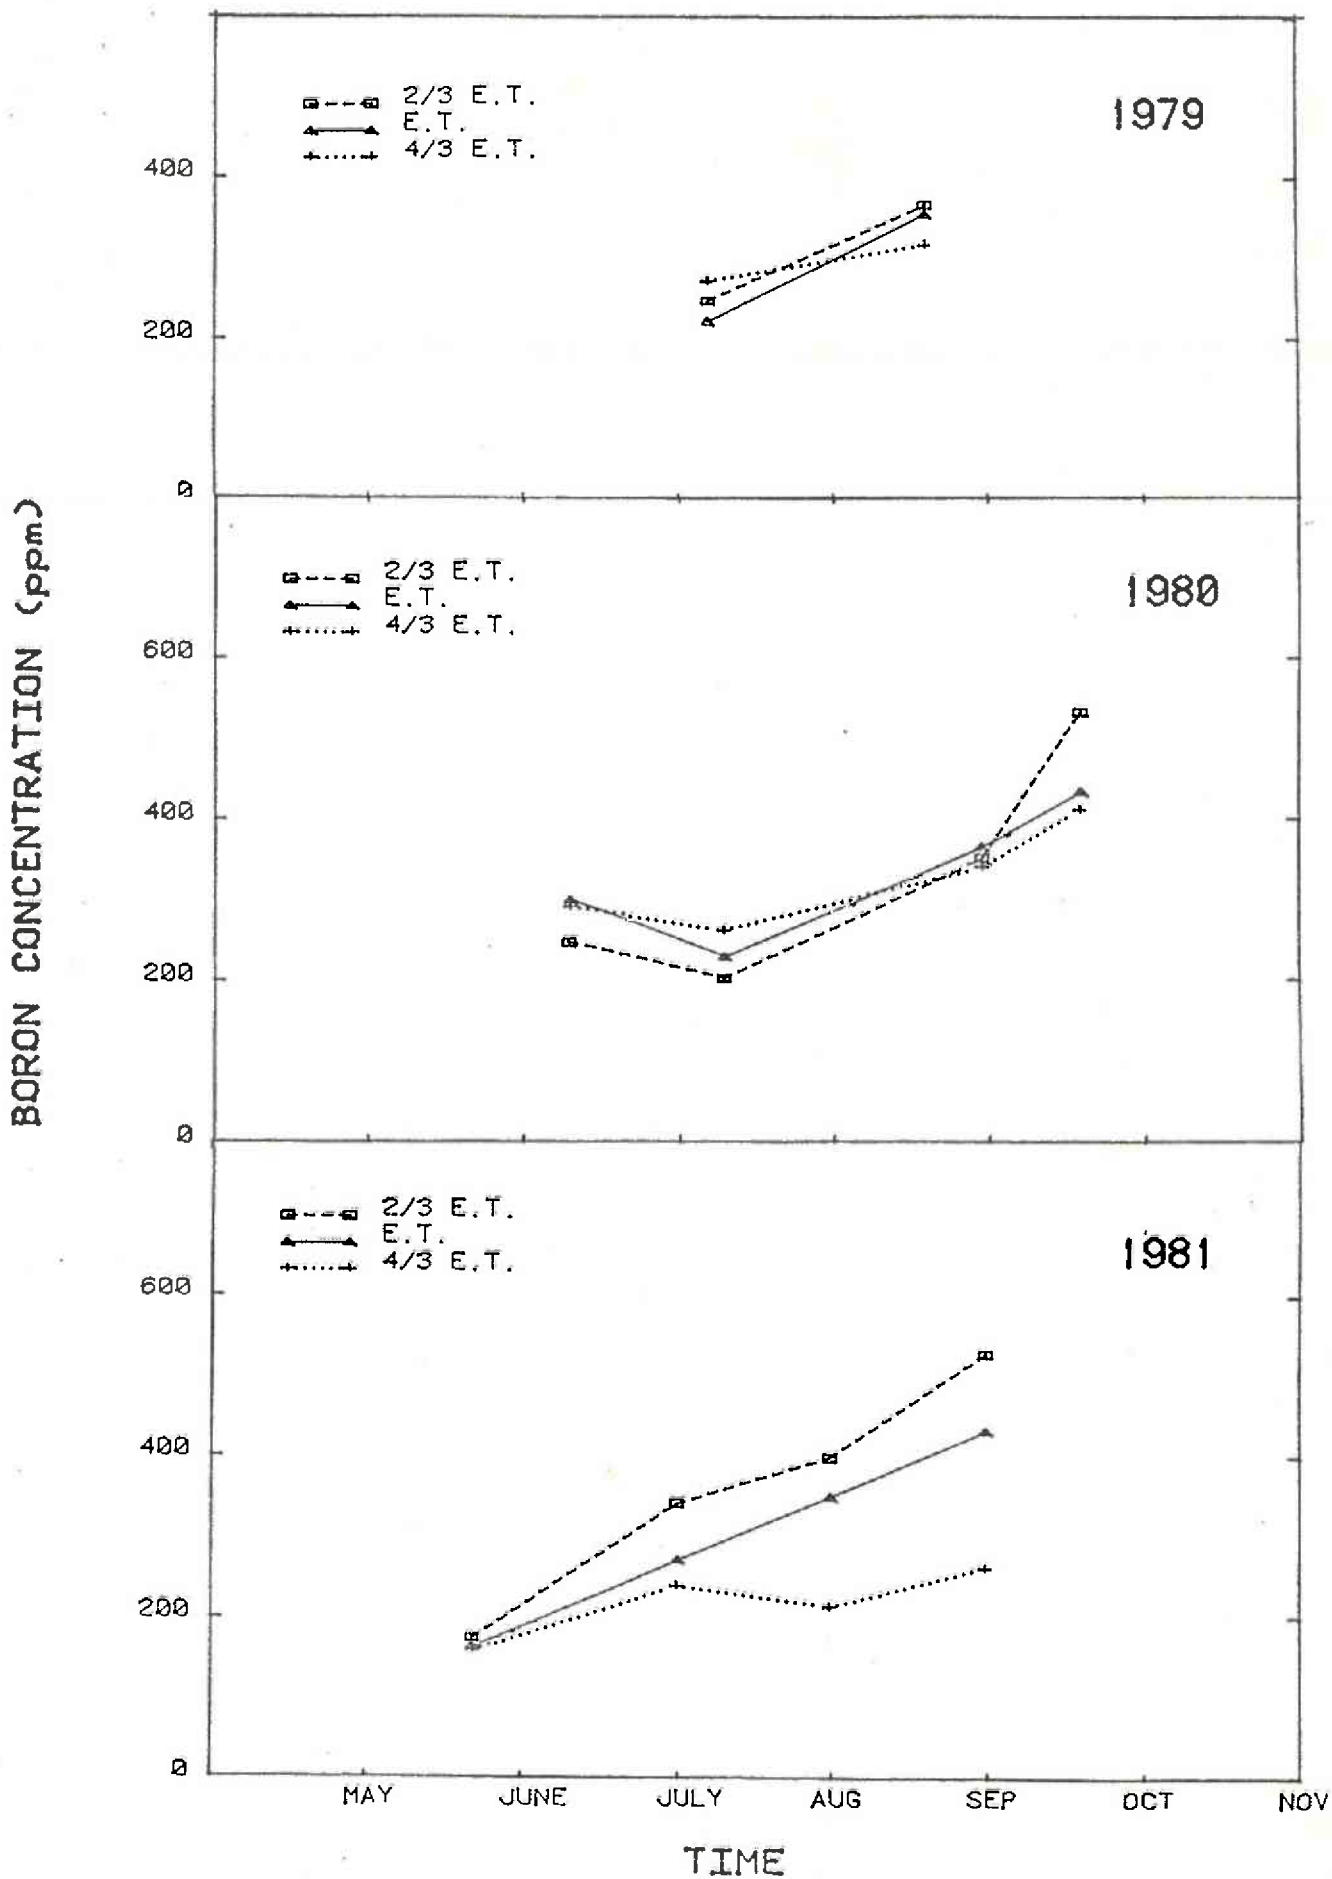 2/3 E.T.
E.T.
4/3 E.T.
1979
400
200
0
BORON CONCENTRATION (ppm)
2/3 E.T.
E.T.
4/3 E.T.
1980
600
400
200
0
2/3 E.T.
E.T.
4/3 E.T.
1981
600
400
200
0
MAY JUNE JULY AUG SEP OCT NOV
TIME